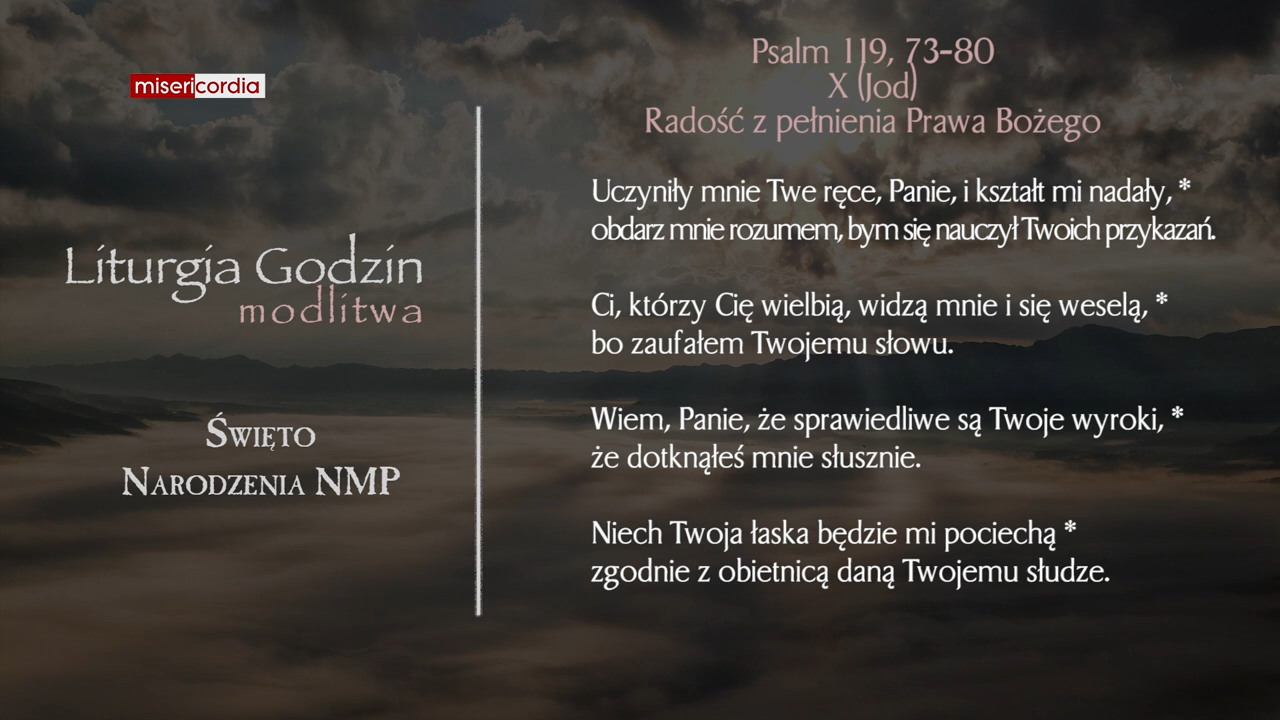 misericordia
Liturgia Godzin
modlitwa
Święto
Narodzenia NMP
Psalm 119, 73-80
X (Jod)
Radość z pełnienia Prawa Bożego
Uczyniły mnie Twe ręce, Panie, i kształt mi nadały, *
obdarz mnie rozumem, bym się nauczył Twoich przykazań.
Ci, którzy Cię wielbią, widzą mnie i się weselą, *
bo zaufałem Twojemu słowu.
Wiem, Panie, że sprawiedliwe są Twoje wyroki, *
że dotknąłeś mnie słusznie.
Niech Twoja łaska będzie mi pociechą *
zgodnie z obietnicą daną Twojemu słudze.